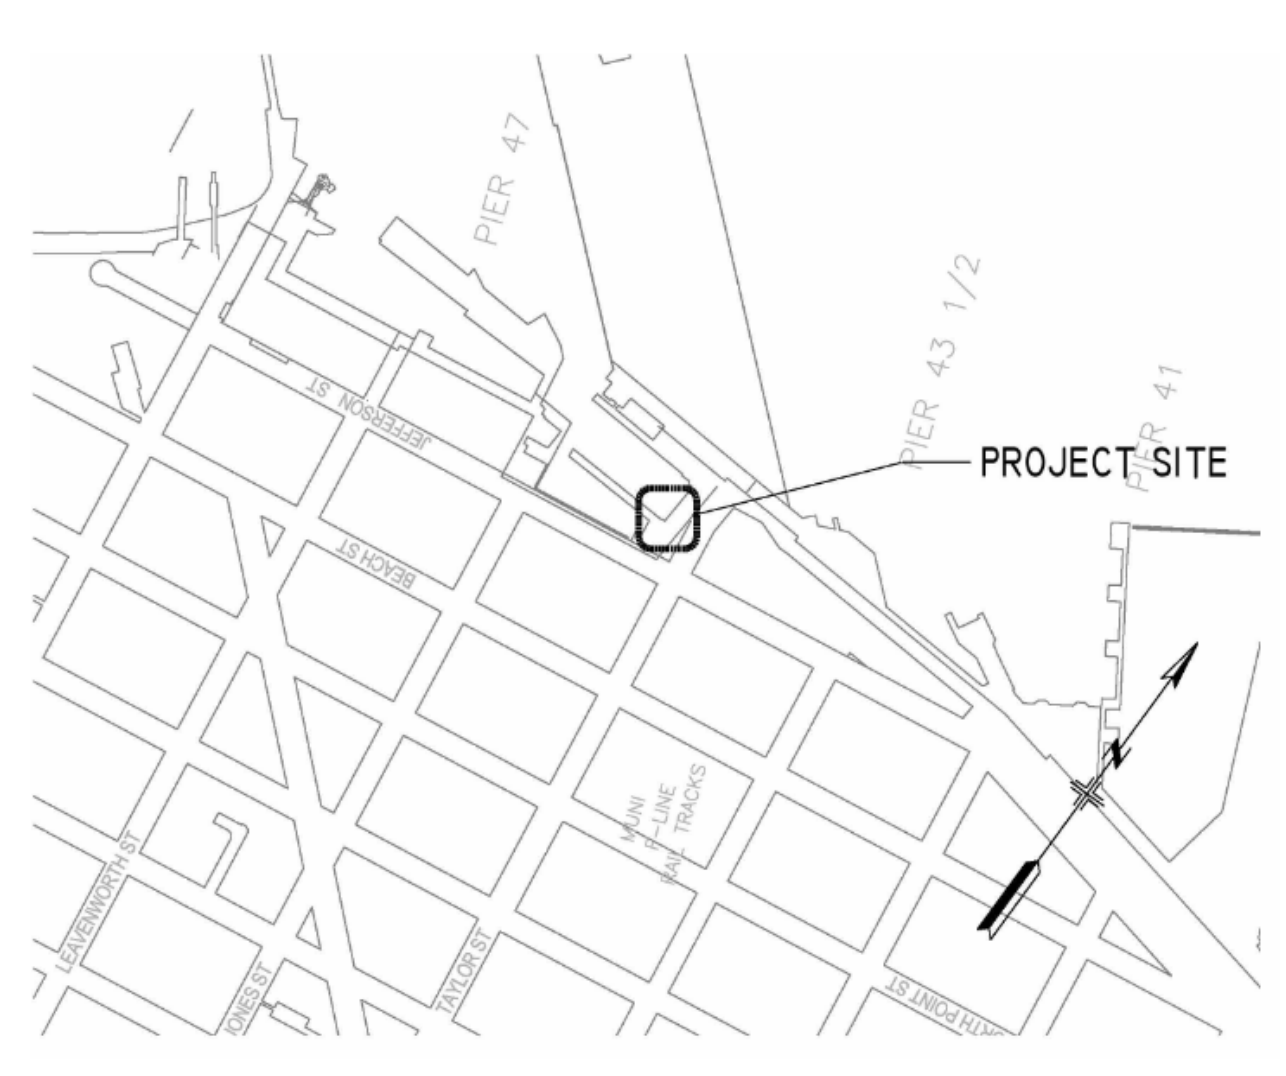 PIER 47
PIER 43 1/2
PIER 41
PROJECT SITE
JEFFERSON ST
BEACH ST
MUNI
F-LINE
RAIL TRACKS
LEAVENWORTH ST
JONES ST
TAYLOR ST
ORTH POINT ST
N